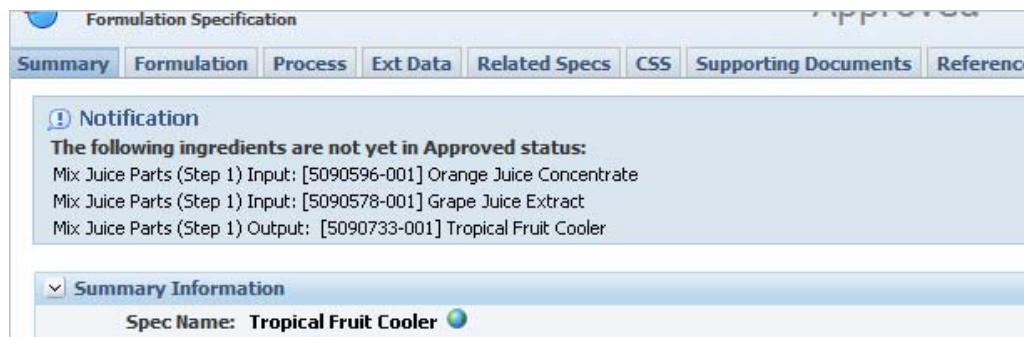 Formulation Specification
Approved
Summary Formulation Process Ext Data Related Specs CSS Supporting Documents
Notification
The following ingredients are not yet in Approved status:
Mix Juice Parts (Step 1) Input: [5090596-001] Orange Juice Concentrate
Mix Juice Parts (Step 1) Input: [5090578-001] Grape Juice Extract
Mix Juice Parts (Step 1) Output: [5090733-001] Tropical Fruit Cooler
Summary Information
Spec Name: Tropical Fruit Cooler